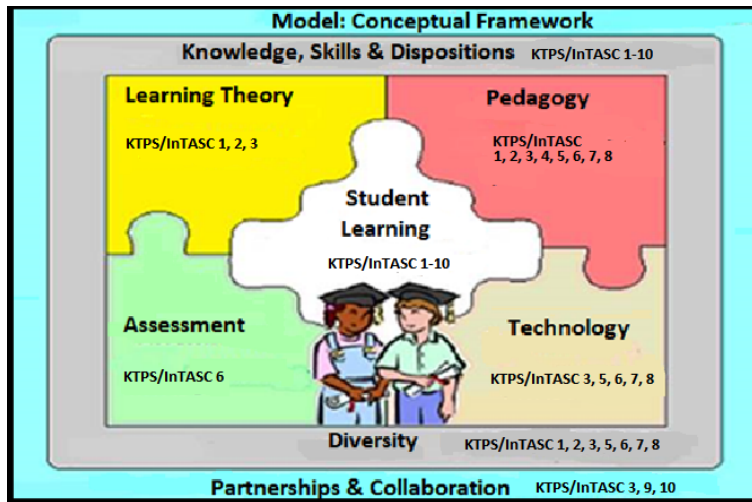 Model: Conceptual Framework
Knowledge, Skills & Dispositions KTPS/InTASC 1-10
Learning Theory
KTPS/InTASC 1, 2, 3
Pedagogy
KTPS/InTASC
1, 2, 3, 4, 5, 6, 7, 8
Student
Learning
KTPS/InTASC 1-10
Assessment
KTPS/InTASC 6
Technology
KTPS/InTASC 3, 5, 6, 7, 8
Diversity KTPS/InTASC 1, 2, 3, 5, 6, 7, 8
Partnerships & Collaboration KTPS/InTASC 3, 9, 10